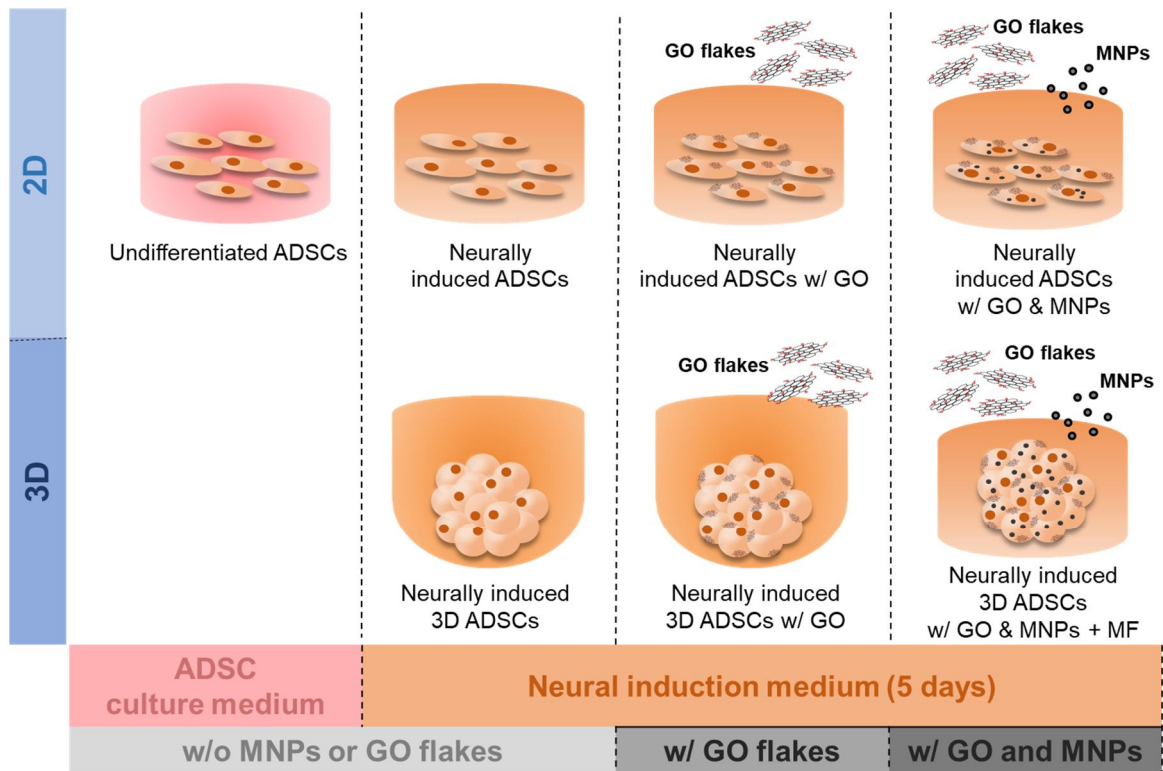 2D
GO flakes
GO flakes
MNPs
Undifferentiated ADSCs
Neurally
induced ADSCs
Neurally
induced ADSCs w/ GO
Neurally
induced ADSCs
w/ GO & MNPs
3D
GO flakes
GO flakes
MNPs
Neurally induced
3D ADSCs
Neurally induced
3D ADSCs w/ GO
Neurally induced
3D ADSCs
w/ GO & MNPs + MF
ADSC
culture medium
Neural induction medium (5 days)
w/o MNPs or GO flakes
w/ GO flakes
w/ GO and MNPs